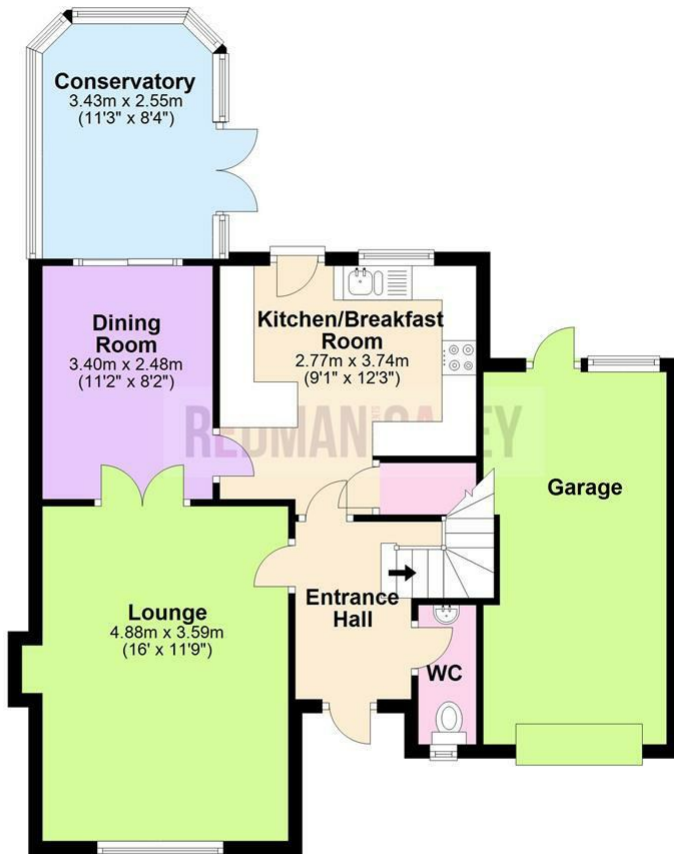 Conservatory
3.43m x 2.55m
(11'3" x 8'4")
Dining
Room
3.40m x 2.48m
(11'2" x 8'2")
Kitchen/Breakfast
Room
2.77m x 3.74m
(9'1" x 12'3")
REDMAN CASEY
Garage
Entrance
Hall
Lounge
4.88m x 3.59m
(16' x 11'9")
WC